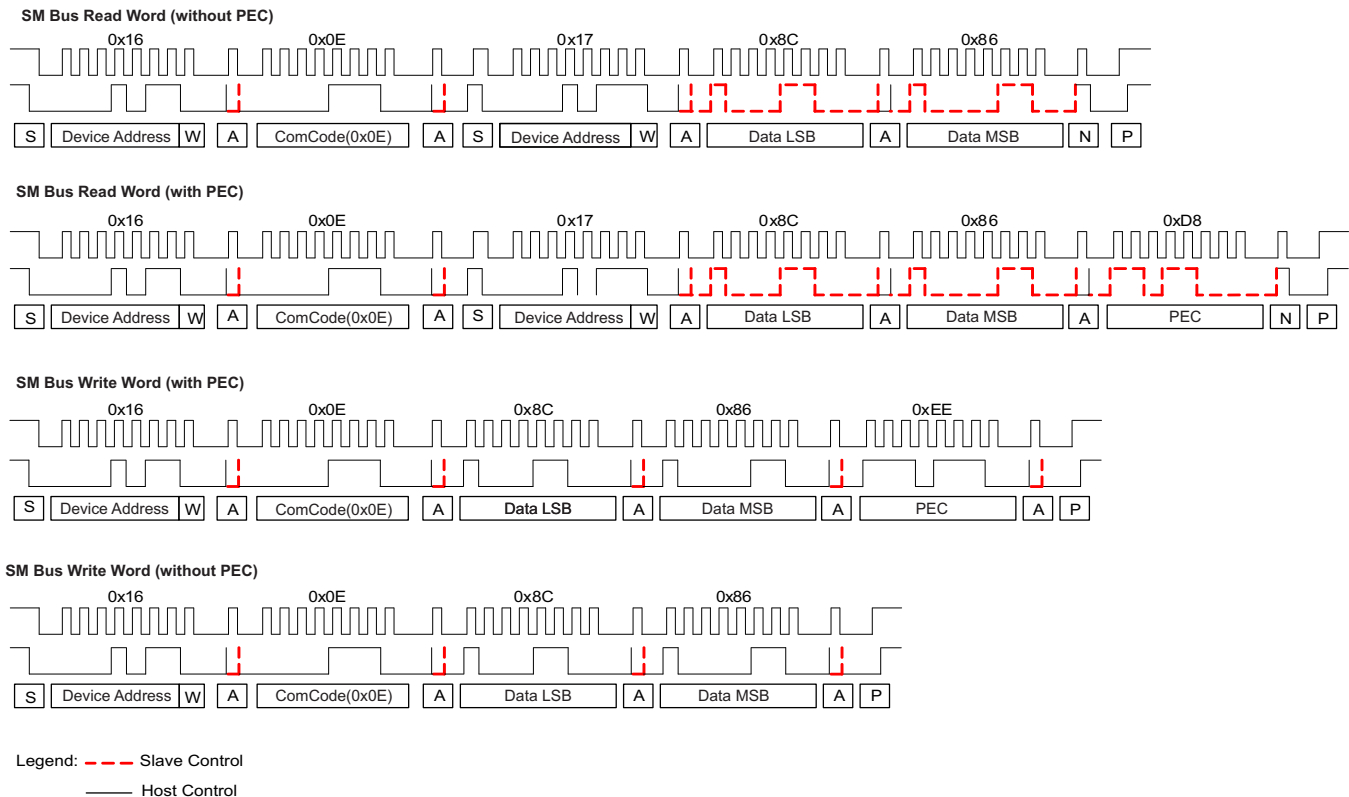 SM Bus Read Word (without PEC)
0x16 0x0E 0x17 0x8C 0x86
S Device Address W A ComCode(0x0E) A S Device Address W A Data LSB A Data MSB N P
SM Bus Read Word (with PEC)
0x16 0x0E 0x17 0x8C 0x86 0xD8
S Device Address W A ComCode(0x0E) A S Device Address W A Data LSB A Data MSB A PEC N P
SM Bus Write Word (with PEC)
0x16 0x0E 0x8C 0x86 0xEE
S Device Address W A ComCode(0x0E) A Data LSB A Data MSB A PEC A P
SM Bus Write Word (without PEC)
0x16 0x0E 0x8C 0x86
S Device Address W A ComCode(0x0E) A Data LSB A Data MSB A P
Legend: Slave Control
Host Control